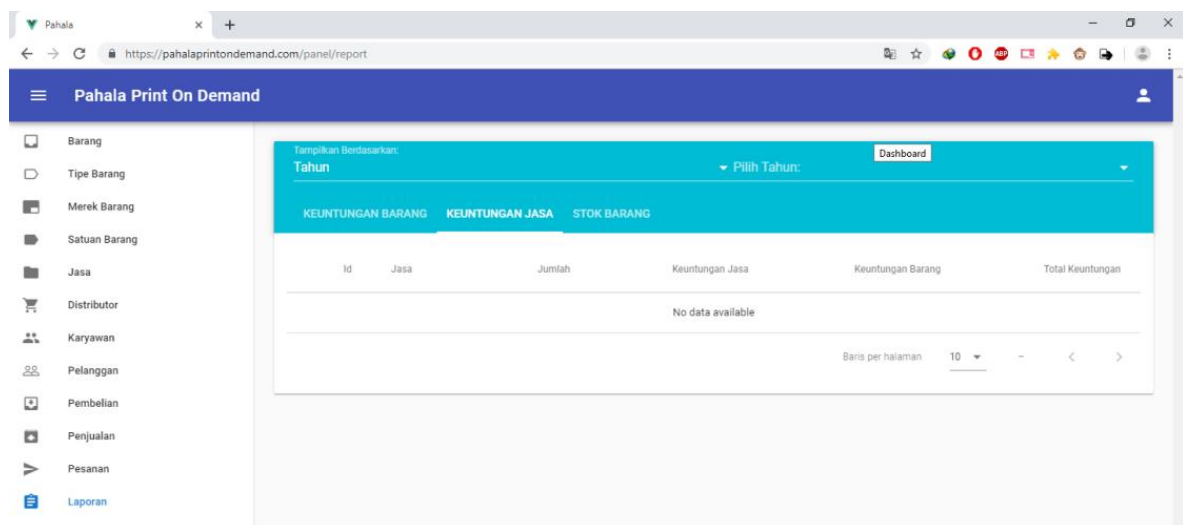 Pahala
https://pahalaprintondemand.com/panel/report
ABP
Pahala Print On Demand
Barang
Tipe Barang
Merek Barang
Satuan Barang
Jasa
Distributor
Karyawan
Pelanggan
Pembelian
Penjualan
Pesanan
Laporan
Tampilkan Berdasarkan:
Tahun
Pilih Tahun:
Dashboard
KEUNTUNGAN BARANG KEUNTUNGAN JASA STOK BARANG
Id Jasa Jumlah Keuntungan Jasa Keuntungan Barang Total Keuntungan
No data available
Baris per halaman 10 –